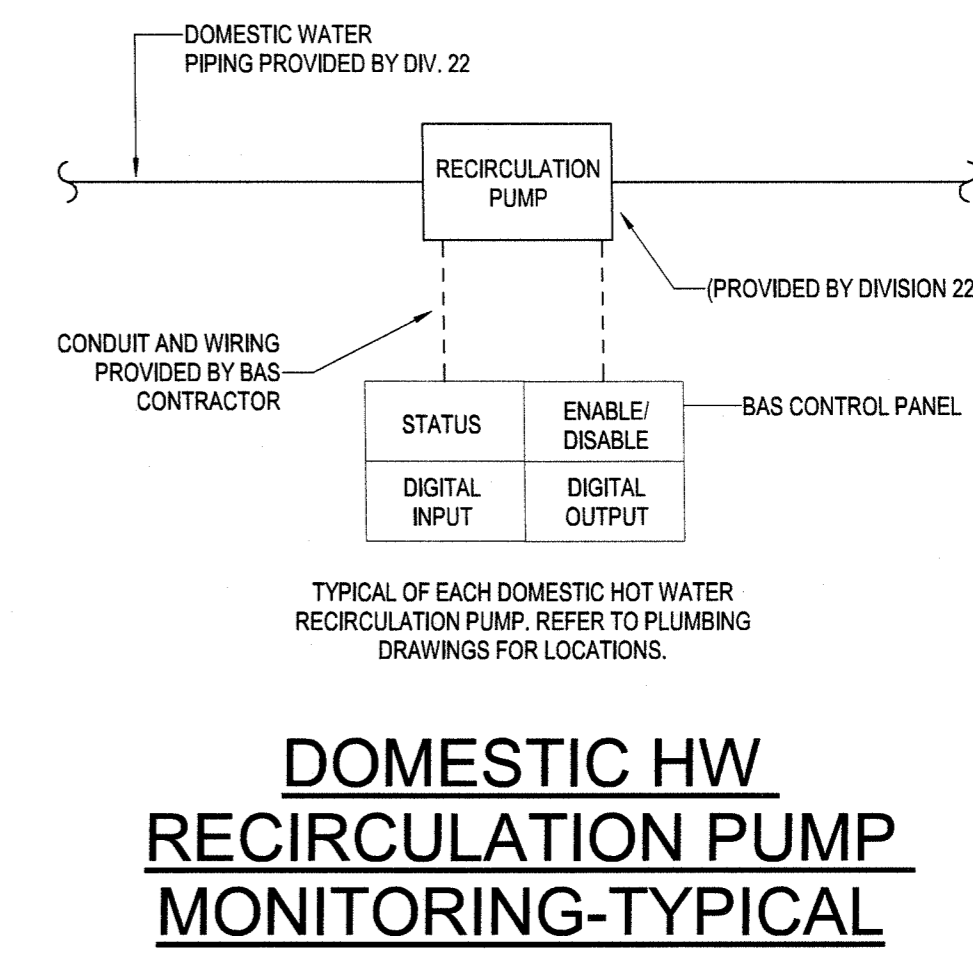 DOMESTIC WATER
PIPING PROVIDED BY DIV. 22
RECIRCULATION
PUMP
(PROVIDED BY DIVISION 22
CONDUIT AND WIRING
PROVIDED BY BAS
CONTRACTOR
STATUS
ENABLE/
DISABLE
BAS CONTROL PANEL
DIGITAL
INPUT
DIGITAL
OUTPUT
TYPICAL OF EACH DOMESTIC HOT WATER
RECIRCULATION PUMP. REFER TO PLUMBING
DRAWINGS FOR LOCATIONS.
DOMESTIC HW
RECIRCULATION PUMP
MONITORING-TYPICAL